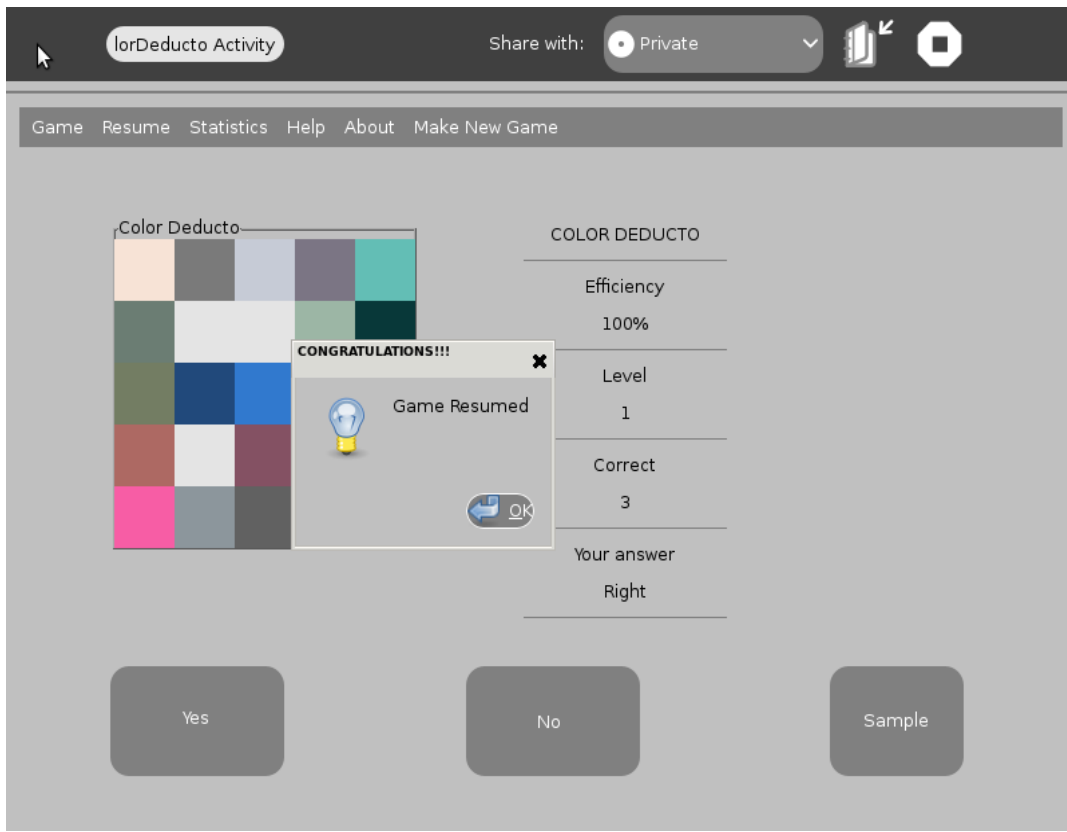 lorDeducto Activity
Share with: Private
Game Resume Statistics Help About Make New Game
Color Deducto
COLOR DEDUCTO
Efficiency
100%
CONGRATULATIONS!!!
Game Resumed
OK
Level
1
Correct
3
Your answer
Right
Yes
No
Sample